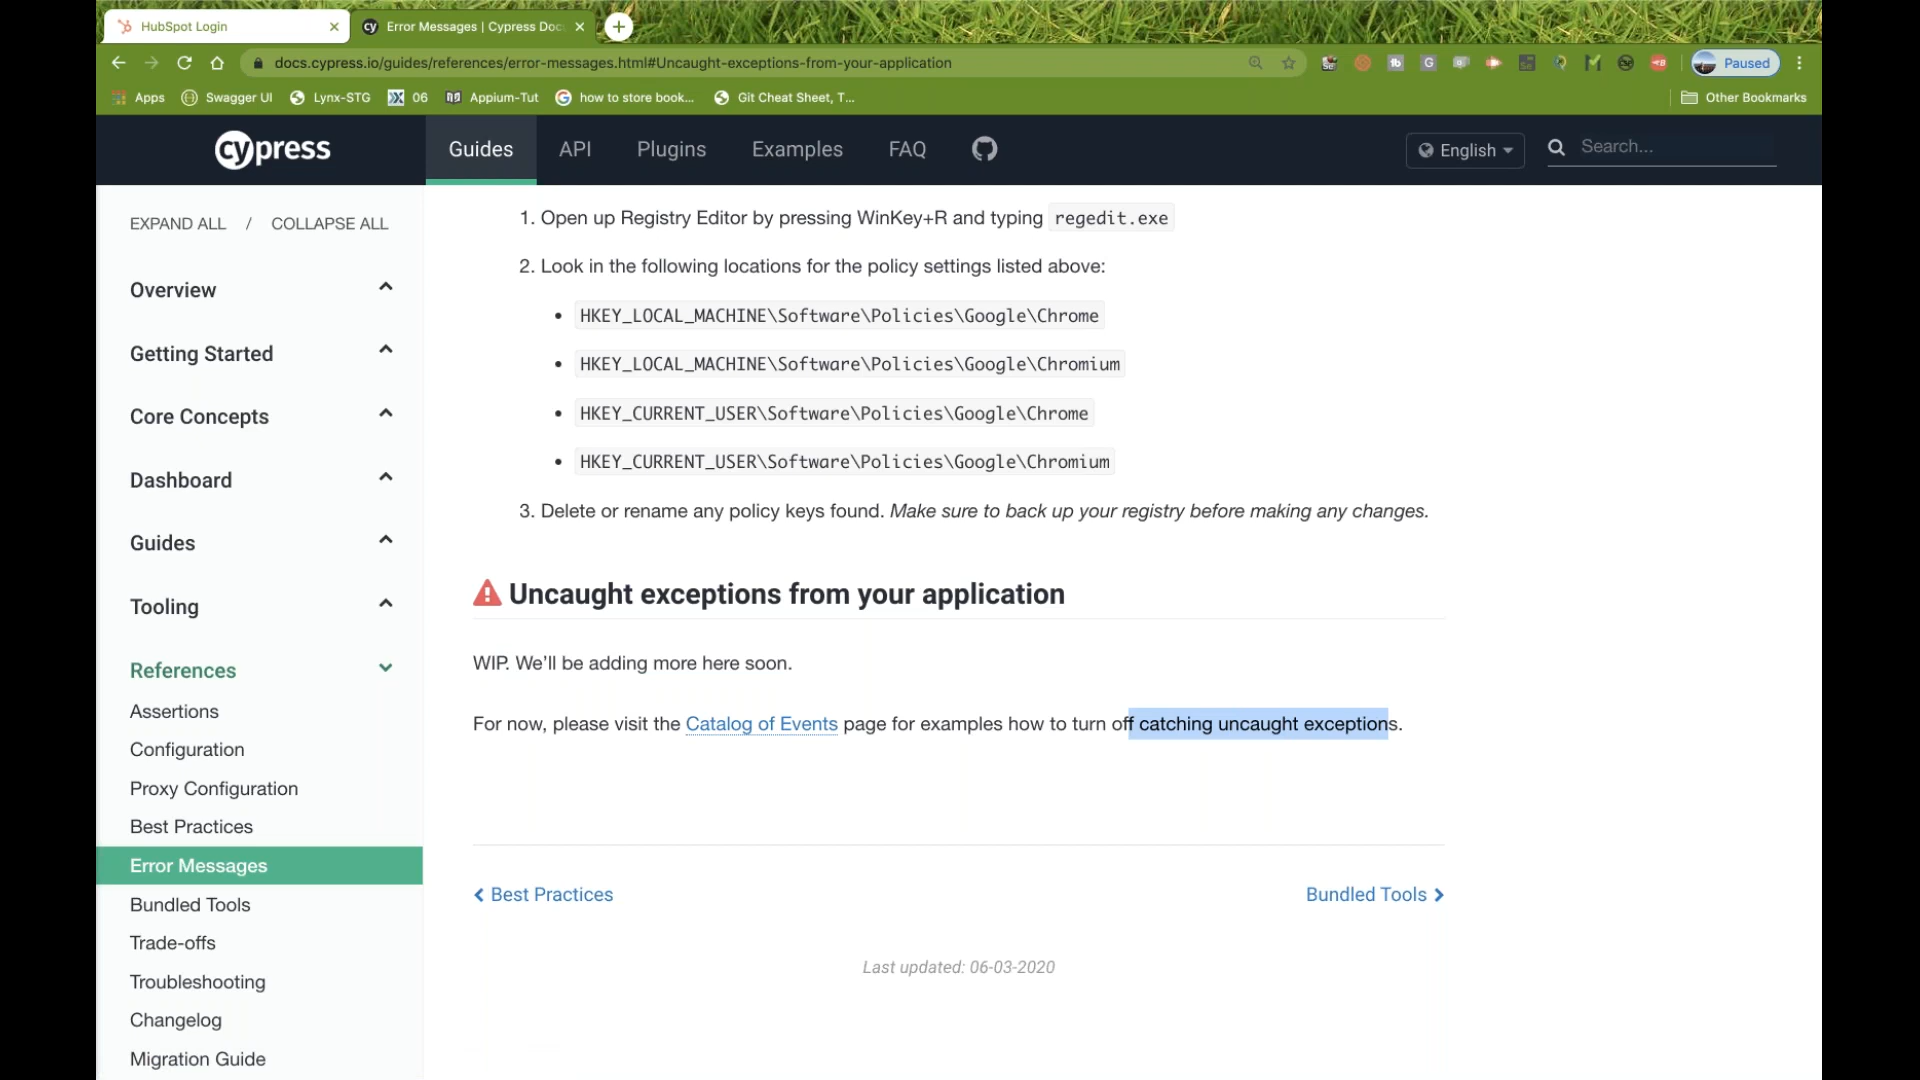 HubSpot Login
Error Messages | Cypress Doc
docs.cypress.io/guides/references/error-messages.html#Uncaught-exceptions-from-your-application
Paused
Apps
Swagger UI
Lynx-STG
06
Appium-Tut
how to store book...
Git Cheat Sheet, T...
Other Bookmarks
cypress
Guides
API
Plugins
Examples
FAQ
English
Search...
EXPAND ALL / COLLAPSE ALL
Overview
Getting Started
Core Concepts
Dashboard
Guides
Tooling
References
Assertions
Configuration
Proxy Configuration
Best Practices
Error Messages
Bundled Tools
Trade-offs
Troubleshooting
Changelog
Migration Guide
1. Open up Registry Editor by pressing WinKey+R and typing regedit.exe
2. Look in the following locations for the policy settings listed above:
• HKEY_LOCAL_MACHINE\Software\Policies\Google\Chrome
• HKEY_LOCAL_MACHINE\Software\Policies\Google\Chromium
• HKEY_CURRENT_USER\Software\Policies\Google\Chrome
• HKEY_CURRENT_USER\Software\Policies\Google\Chromium
3. Delete or rename any policy keys found. Make sure to back up your registry before making any changes.
Uncaught exceptions from your application
WIP. We'll be adding more here soon.
For now, please visit the Catalog of Events page for examples how to turn off catching uncaught exceptions.
Best Practices
Bundled Tools
Last updated: 06-03-2020